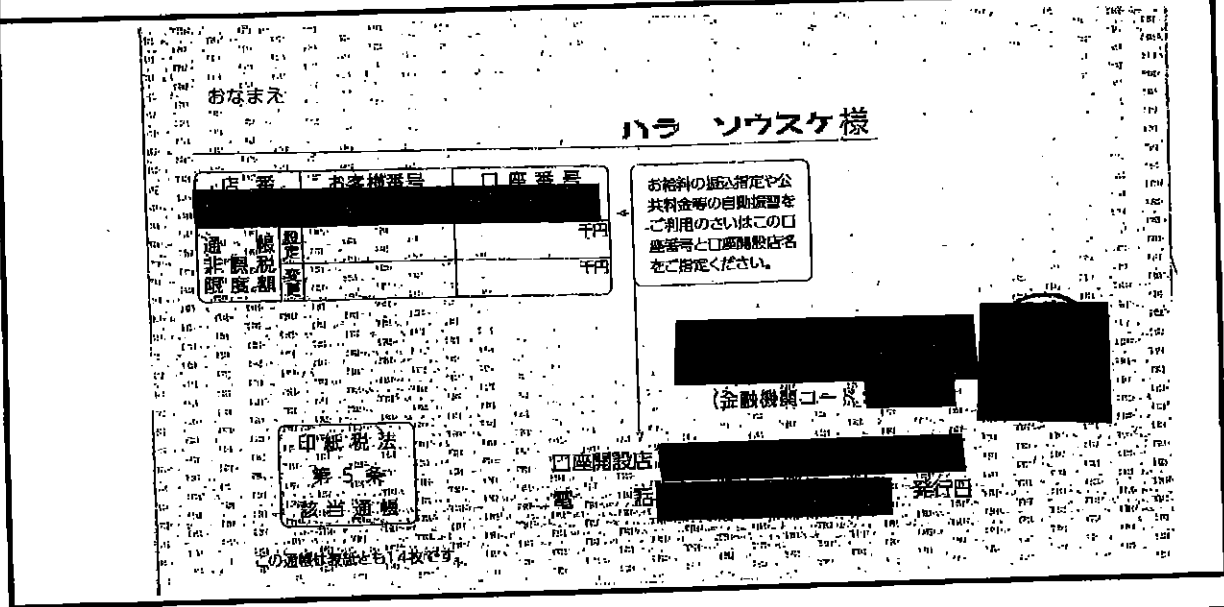 おなまえ
ハラ ソウスケ様
店番 お客様番号 口座番号
通帳
非課税
限度額
設定
千円
変更
千円
お給料の振込指定や公
共料金等の自動振替を
ご利用のさいはこの口
座番号と口座開設店名
をご指定ください。
(金融機関コード
口座開設店
電話
発行日
印紙税法
第5条
該当通帳
この通帳は表紙とも14枚です。